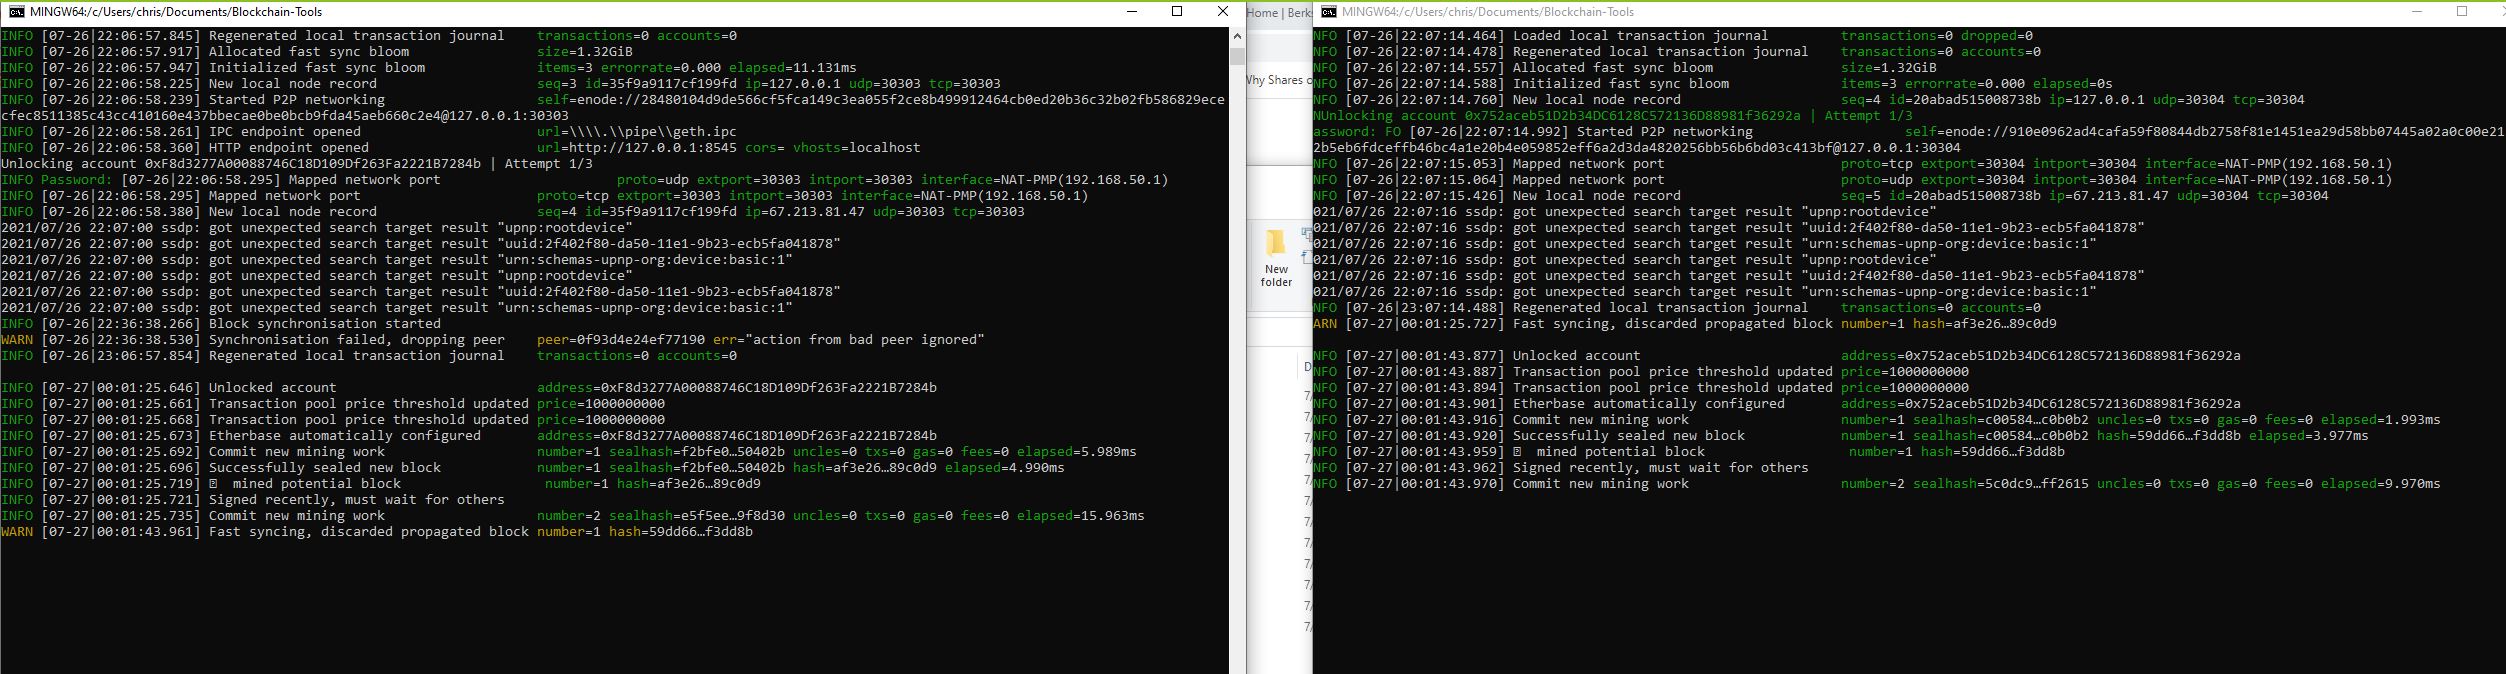 MINGW64:/c/Users/chris/Documents/Blockchain-Tools
INFO [07-26|22:06:57.845] Regenerated local transaction journal transactions=0 accounts=0
INFO [07-26|22:06:57.917] Allocated fast sync bloom size=1.32GiB
INFO [07-26|22:06:57.947] Initialized fast sync bloom items=3 errorrate=0.000 elapsed=11.131ms
INFO [07-26|22:06:58.225] New local node record seq=3 id=35f9a9117cf199fd ip=127.0.0.1 udp=30303 tcp=30303
INFO [07-26|22:06:58.239] Started P2P networking self=enode://28480104d9de566cf5fca149c3ea055f2ce8b499912464cb0ed20b36c32b02fb586829ece
cfec8511385c43cc410160e437bbecae0be0bcb9fda45aeb660c2e4@127.0.0.1:30303
INFO [07-26|22:06:58.261] IPC endpoint opened url=\\\\.\\pipe\\geth.ipc
INFO [07-26|22:06:58.360] HTTP endpoint opened url=http://127.0.0.1:8545 cors= vhosts=localhost
Unlocking account 0xF8d3277A00088746C18D109Df263Fa2221B7284b | Attempt 1/3
INFO Password: [07-26|22:06:58.295] Mapped network port proto=udp extport=30303 intport=30303 interface=NAT-PMP(192.168.50.1)
INFO [07-26|22:06:58.295] Mapped network port proto=tcp extport=30303 intport=30303 interface=NAT-PMP(192.168.50.1)
INFO [07-26|22:06:58.380] New local node record seq=4 id=35f9a9117cf199fd ip=67.213.81.47 udp=30303 tcp=30303
2021/07/26 22:07:00 ssdp: got unexpected search target result "upnp:rootdevice"
2021/07/26 22:07:00 ssdp: got unexpected search target result "uuid:2f402f80-da50-11e1-9b23-ecb5fa041878"
2021/07/26 22:07:00 ssdp: got unexpected search target result "urn:schemas-upnp-org:device:basic:1"
2021/07/26 22:07:00 ssdp: got unexpected search target result "upnp:rootdevice"
2021/07/26 22:07:00 ssdp: got unexpected search target result "uuid:2f402f80-da50-11e1-9b23-ecb5fa041878"
2021/07/26 22:07:00 ssdp: got unexpected search target result "urn:schemas-upnp-org:device:basic:1"
INFO [07-26|22:36:38.266] Block synchronisation started
WARN [07-26|22:36:38.530] Synchronisation failed, dropping peer peer=0f93d4e24ef77190 err="action from bad peer ignored"
INFO [07-26|23:06:57.854] Regenerated local transaction journal transactions=0 accounts=0
INFO [07-27|00:01:25.646] Unlocked account address=0xF8d3277A00088746C18D109Df263Fa2221B7284b
INFO [07-27|00:01:25.661] Transaction pool price threshold updated price=1000000000
INFO [07-27|00:01:25.668] Transaction pool price threshold updated price=1000000000
INFO [07-27|00:01:25.673] Etherbase automatically configured address=0xF8d3277A00088746C18D109Df263Fa2221B7284b
INFO [07-27|00:01:25.692] Commit new mining work number=1 sealhash=f2bfe0…50402b uncles=0 txs=0 gas=0 fees=0 elapsed=5.989ms
INFO [07-27|00:01:25.696] Successfully sealed new block number=1 sealhash=f2bfe0…50402b hash=af3e26…89c0d9 elapsed=4.990ms
INFO [07-27|00:01:25.719] mined potential block number=1 hash=af3e26…89c0d9
INFO [07-27|00:01:25.721] Signed recently, must wait for others
INFO [07-27|00:01:25.735] Commit new mining work number=2 sealhash=e5f5ee…9f8d30 uncles=0 txs=0 gas=0 fees=0 elapsed=15.963ms
WARN [07-27|00:01:43.961] Fast syncing, discarded propagated block number=1 hash=59dd66…f3dd8b
Home | Berks
Why Shares o
New
folder
MINGW64:/c/Users/chris/Documents/Blockchain-Tools
NFO [07-26|22:07:14.464] Loaded local transaction journal transactions=0 dropped=0
NFO [07-26|22:07:14.478] Regenerated local transaction journal transactions=0 accounts=0
NFO [07-26|22:07:14.557] Allocated fast sync bloom size=1.32GiB
NFO [07-26|22:07:14.588] Initialized fast sync bloom items=3 errorrate=0.000 elapsed=0s
NFO [07-26|22:07:14.760] New local node record seq=4 id=20abad515008738b ip=127.0.0.1 udp=30304 tcp=30304
NUnlocking account 0x752aceb51D2b34DC6128C572136D88981f36292a | Attempt 1/3
assword: FO [07-26|22:07:14.992] Started P2P networking self=enode://910e0962ad4cafa59f80844db2758f81e1451ea29d58bb07445a02a0c00e21
2b5eb6fdceffb46bc4a1e20b4e059852eff6a2d3da4820256bb56b6bd03c413bf@127.0.0.1:30304
NFO [07-26|22:07:15.053] Mapped network port proto=tcp extport=30304 intport=30304 interface=NAT-PMP(192.168.50.1)
NFO [07-26|22:07:15.064] Mapped network port proto=udp extport=30304 intport=30304 interface=NAT-PMP(192.168.50.1)
NFO [07-26|22:07:15.426] New local node record seq=5 id=20abad515008738b ip=67.213.81.47 udp=30304 tcp=30304
021/07/26 22:07:16 ssdp: got unexpected search target result "upnp:rootdevice"
021/07/26 22:07:16 ssdp: got unexpected search target result "uuid:2f402f80-da50-11e1-9b23-ecb5fa041878"
021/07/26 22:07:16 ssdp: got unexpected search target result "urn:schemas-upnp-org:device:basic:1"
021/07/26 22:07:16 ssdp: got unexpected search target result "upnp:rootdevice"
021/07/26 22:07:16 ssdp: got unexpected search target result "uuid:2f402f80-da50-11e1-9b23-ecb5fa041878"
021/07/26 22:07:16 ssdp: got unexpected search target result "urn:schemas-upnp-org:device:basic:1"
NFO [07-26|23:07:14.488] Regenerated local transaction journal transactions=0 accounts=0
ARN [07-27|00:01:25.727] Fast syncing, discarded propagated block number=1 hash=af3e26…89c0d9
NFO [07-27|00:01:43.877] Unlocked account address=0x752aceb51D2b34DC6128C572136D88981f36292a
NFO [07-27|00:01:43.887] Transaction pool price threshold updated price=1000000000
NFO [07-27|00:01:43.894] Transaction pool price threshold updated price=1000000000
NFO [07-27|00:01:43.901] Etherbase automatically configured address=0x752aceb51D2b34DC6128C572136D88981f36292a
NFO [07-27|00:01:43.916] Commit new mining work number=1 sealhash=c00584…c0b0b2 uncles=0 txs=0 gas=0 fees=0 elapsed=1.993ms
NFO [07-27|00:01:43.920] Successfully sealed new block number=1 sealhash=c00584…c0b0b2 hash=59dd66…f3dd8b elapsed=3.977ms
NFO [07-27|00:01:43.959] mined potential block number=1 hash=59dd66…f3dd8b
NFO [07-27|00:01:43.962] Signed recently, must wait for others
NFO [07-27|00:01:43.970] Commit new mining work number=2 sealhash=5c0dc9…ff2615 uncles=0 txs=0 gas=0 fees=0 elapsed=9.970ms